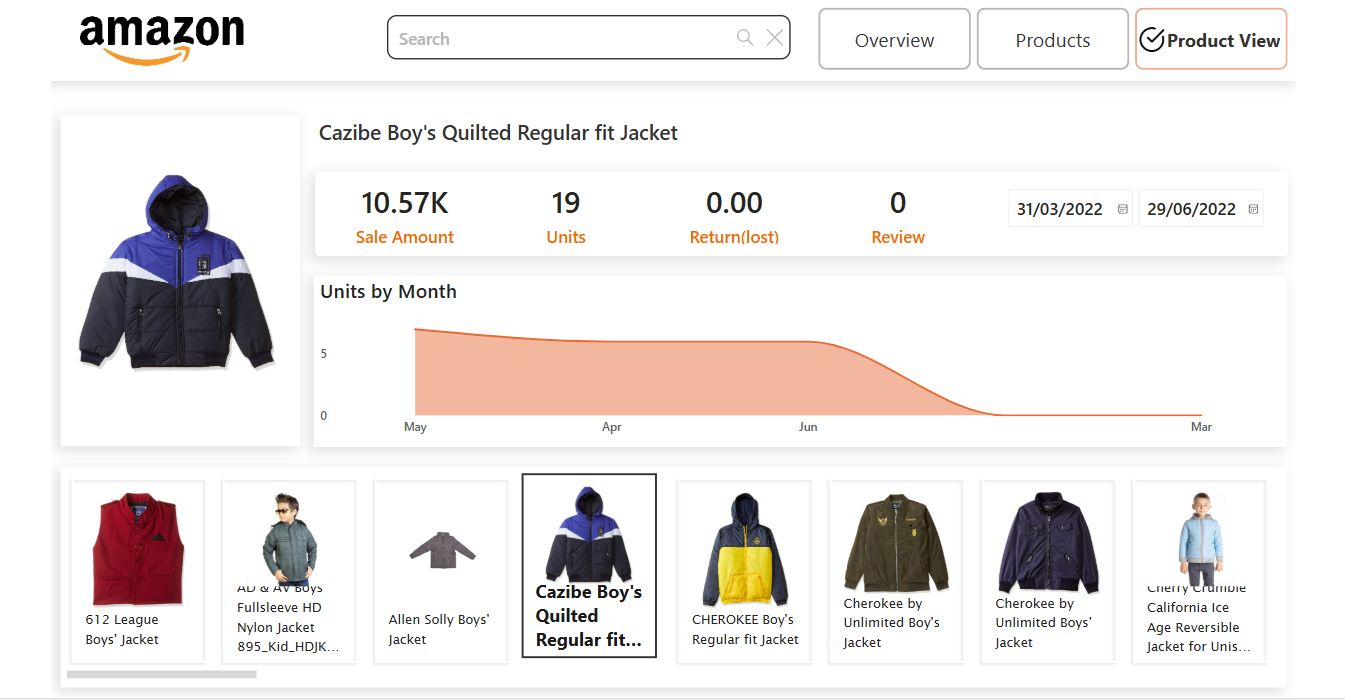 amazon
Search
Overview
Products
Product View
Cazibe Boy's Quilted Regular fit Jacket
10.57K
19
0.00
0
Sale Amount
Units
Return(lost)
Review
31/03/2022
29/06/2022
Units by Month
5
0
May
Apr
Jun
Mar
612 League
Boys' Jacket
AD & AV Boys
Fullsleeve HD
Nylon Jacket
895_Kid_HDJK...
Allen Solly Boys'
Jacket
Cazibe Boy's
Quilted
Regular fit...
CHEROKEE Boy's
Regular fit Jacket
Cherokee by
Unlimited Boy's
Jacket
Cherokee by
Unlimited Boys'
Jacket
Cherry Crumble
California Ice
Age Reversible
Jacket for Unis...